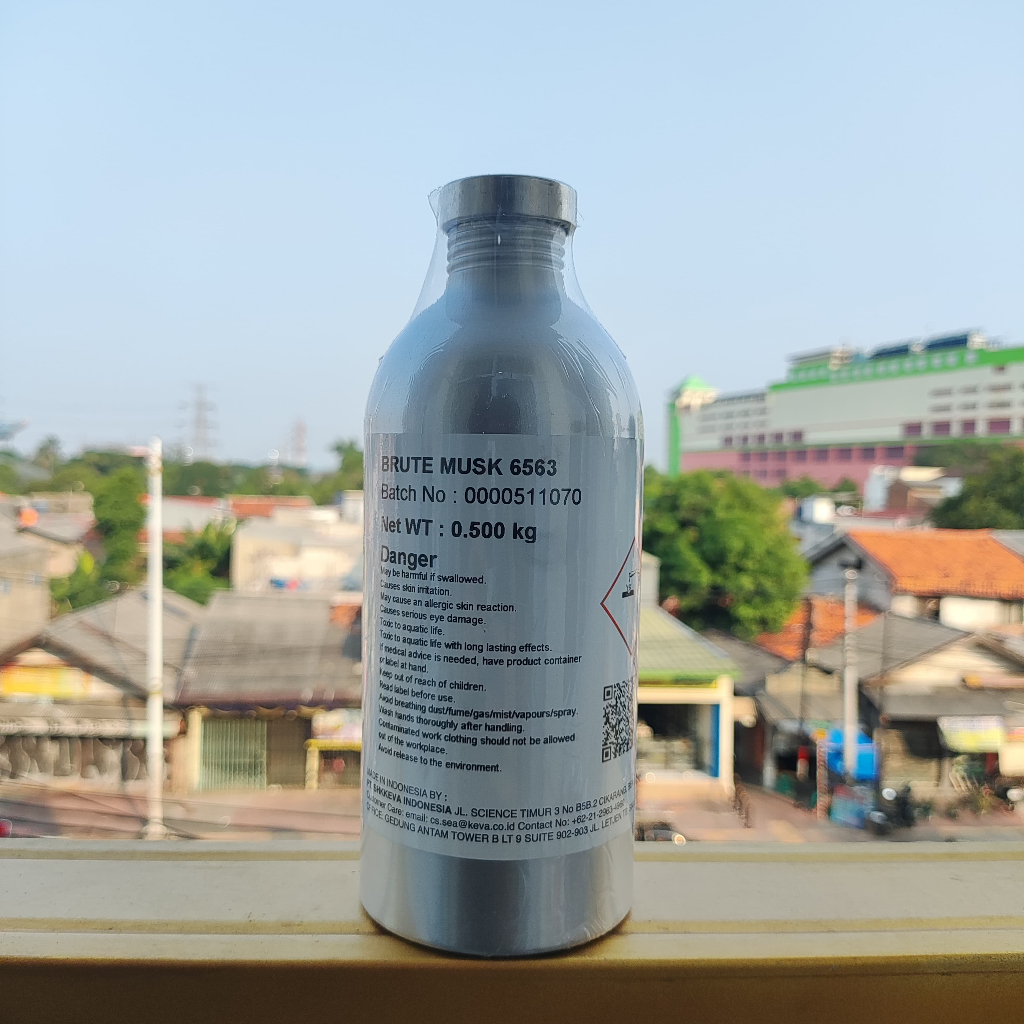 BRUTE MUSK 6563
Batch No : 0000511070
Net WT : 0.500 kg
Danger
May be harmful if swallowed.
Causes skin irritation.
May cause an allergic skin reaction.
Causes serious eye damage.
Toxic to aquatic life.
Toxic to aquatic life with long lasting effects.
If medical advice is needed, have product container
or label at hand.
Keep out of reach of children.
Read label before use.
Avoid breathing dust/fume/gas/mist/vapours/spray.
Wash hands thoroughly after handling.
Contaminated work clothing should not be allowed
out of the workplace.
Avoid release to the environment.
MADE IN INDONESIA BY ;
PT SHKKEVA INDONESIA JL. SCIENCE TIMUR 3 No B5B.2 CIKARANG,
Customer Care: email: cs.sea@keva.co.id Contact No: +62-21-2963-4997
OFFICE: GEDUNG ANTAM TOWER B LT 9 SUITE 902-903 JL. LETJEN